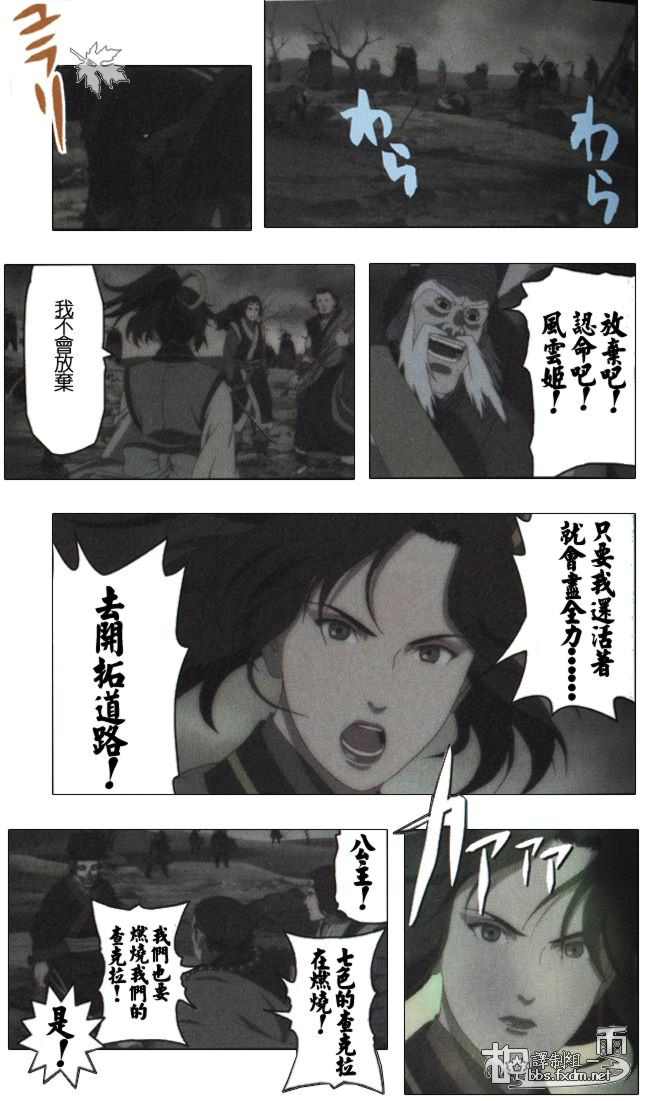 わら
わら
ユラリ
放棄吧！
認命吧！
風雲姬！
我不會放棄
只要我還活著
就會盡全力……
去開拓道路！
カアアア
公主！
七色的查克拉
在燃燒！
我們也要
燃燒我們的
查克拉！
是！
譯制組
bbs.fxdm.net